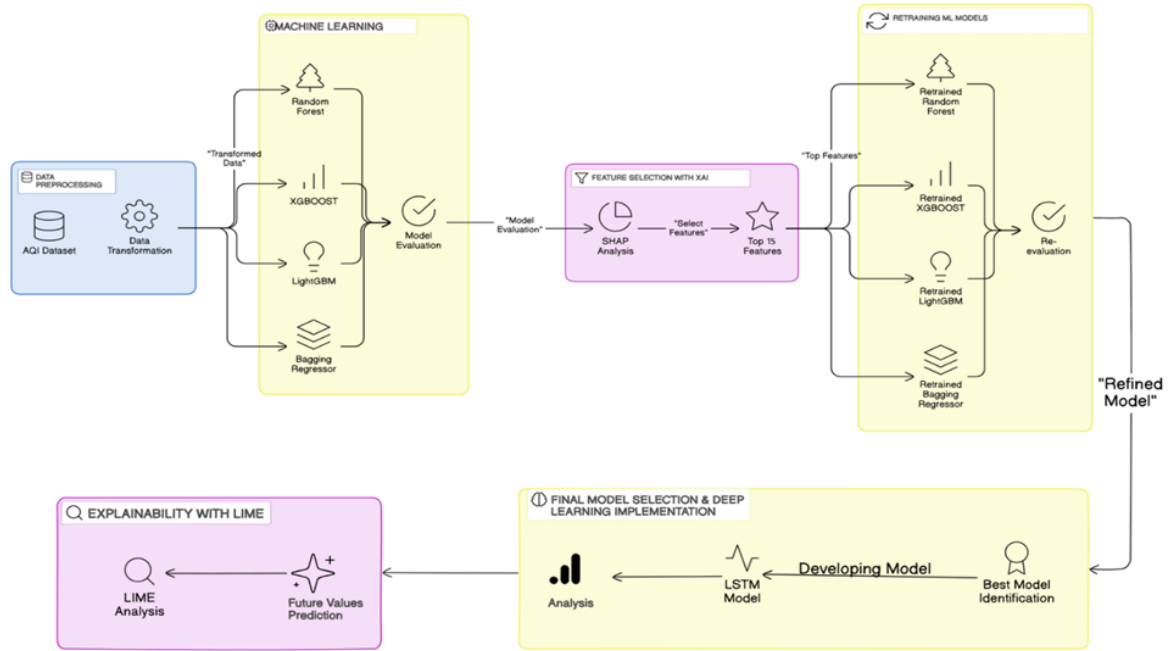 MACHINE LEARNING
Random
Forest
"Transformed
Data"
XGBOOST
LightGBM
Bagging
Regressor
Model
Evaluation
DATA
PREPROCESSING
AQI Dataset
Data
Transformation
"Model
Evaluation"
FEATURE SELECTION WITH XAI
SHAP
Analysis
"Select
Features"
Top 15
Features
RETRAINING ML MODELS
Retrained
Random
Forest
"Top Features"
Retrained
XGBOOST
Retrained
LightGBM
Retrained
Bagging
Regressor
Re-
evaluation
"Refined
Model"
FINAL MODEL SELECTION & DEEP
LEARNING IMPLEMENTATION
Best Model
Identification
Developing Model
LSTM
Model
Analysis
EXPLAINABILITY WITH LIME
Future Values
Prediction
LIME
Analysis